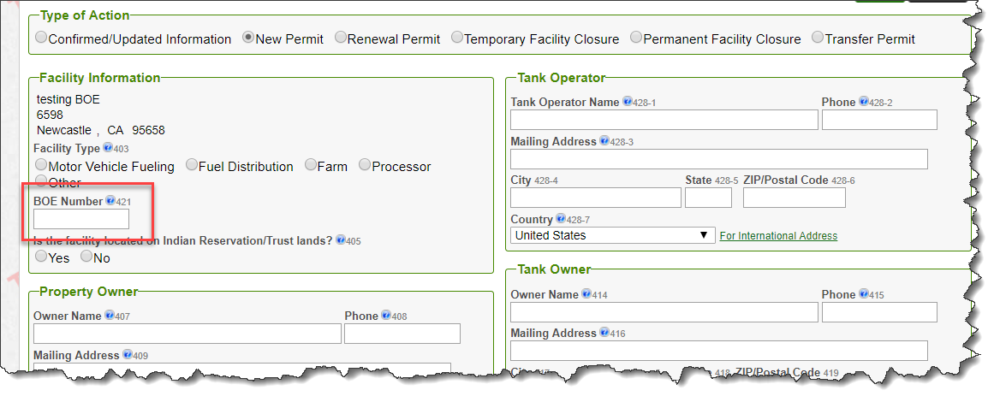 Type of Action
Confirmed/Updated Information New Permit Renewal Permit Temporary Facility Closure Permanent Facility Closure Transfer Permit
Facility Information
testing BOE
6598
Newcastle , CA 95658
Facility Type 403
Motor Vehicle Fueling Fuel Distribution Farm Processor
Other
BOE Number 421
Is the facility located on Indian Reservation/Trust lands? 405
Yes No
Property Owner
Owner Name 407 Phone 408
Mailing Address 409
Tank Operator
Tank Operator Name 428-1 Phone 428-2
Mailing Address 428-3
City 428-4 State 428-5 ZIP/Postal Code 428-6
Country 428-7
United States For International Address
Tank Owner
Owner Name 414 Phone 415
Mailing Address 416
City 417 418 ZIP/Postal Code 419